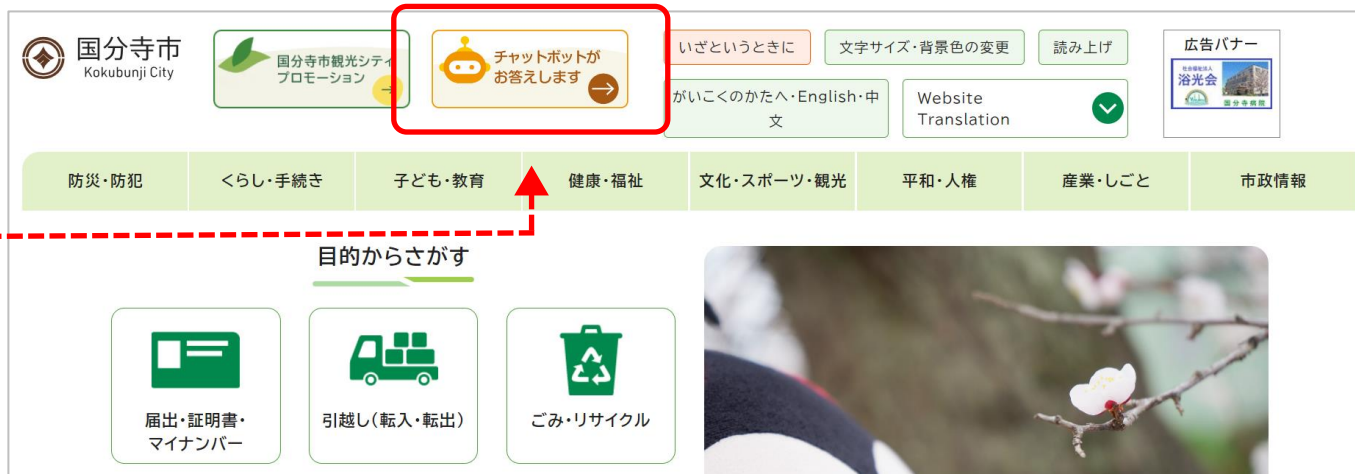 国分寺市
Kokubunji City
国分寺市観光シティ
プロモーション
チャットボットが
お答えします
いざというときに
文字サイズ・背景色の変更
読み上げ
がいこくのかたへ・English・中
文
Website
Translation
広告バナー
社会福祉法人
浴光会
国分寺病院
防災・防犯
くらし・手続き
子ども・教育
健康・福祉
文化・スポーツ・観光
平和・人権
産業・しごと
市政情報
目的からさがす
届出・証明書・
マイナンバー
引越し(転入・転出)
ごみ・リサイクル